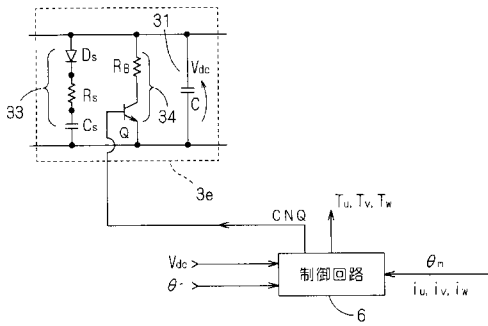 31
Ds
Vdc
RB
33
Rs
34
C
Cs
Q
3e
Tu, Tv, Tw
CNQ
Vdc
制御回路
θm
θ*
iu, iv, iw
6